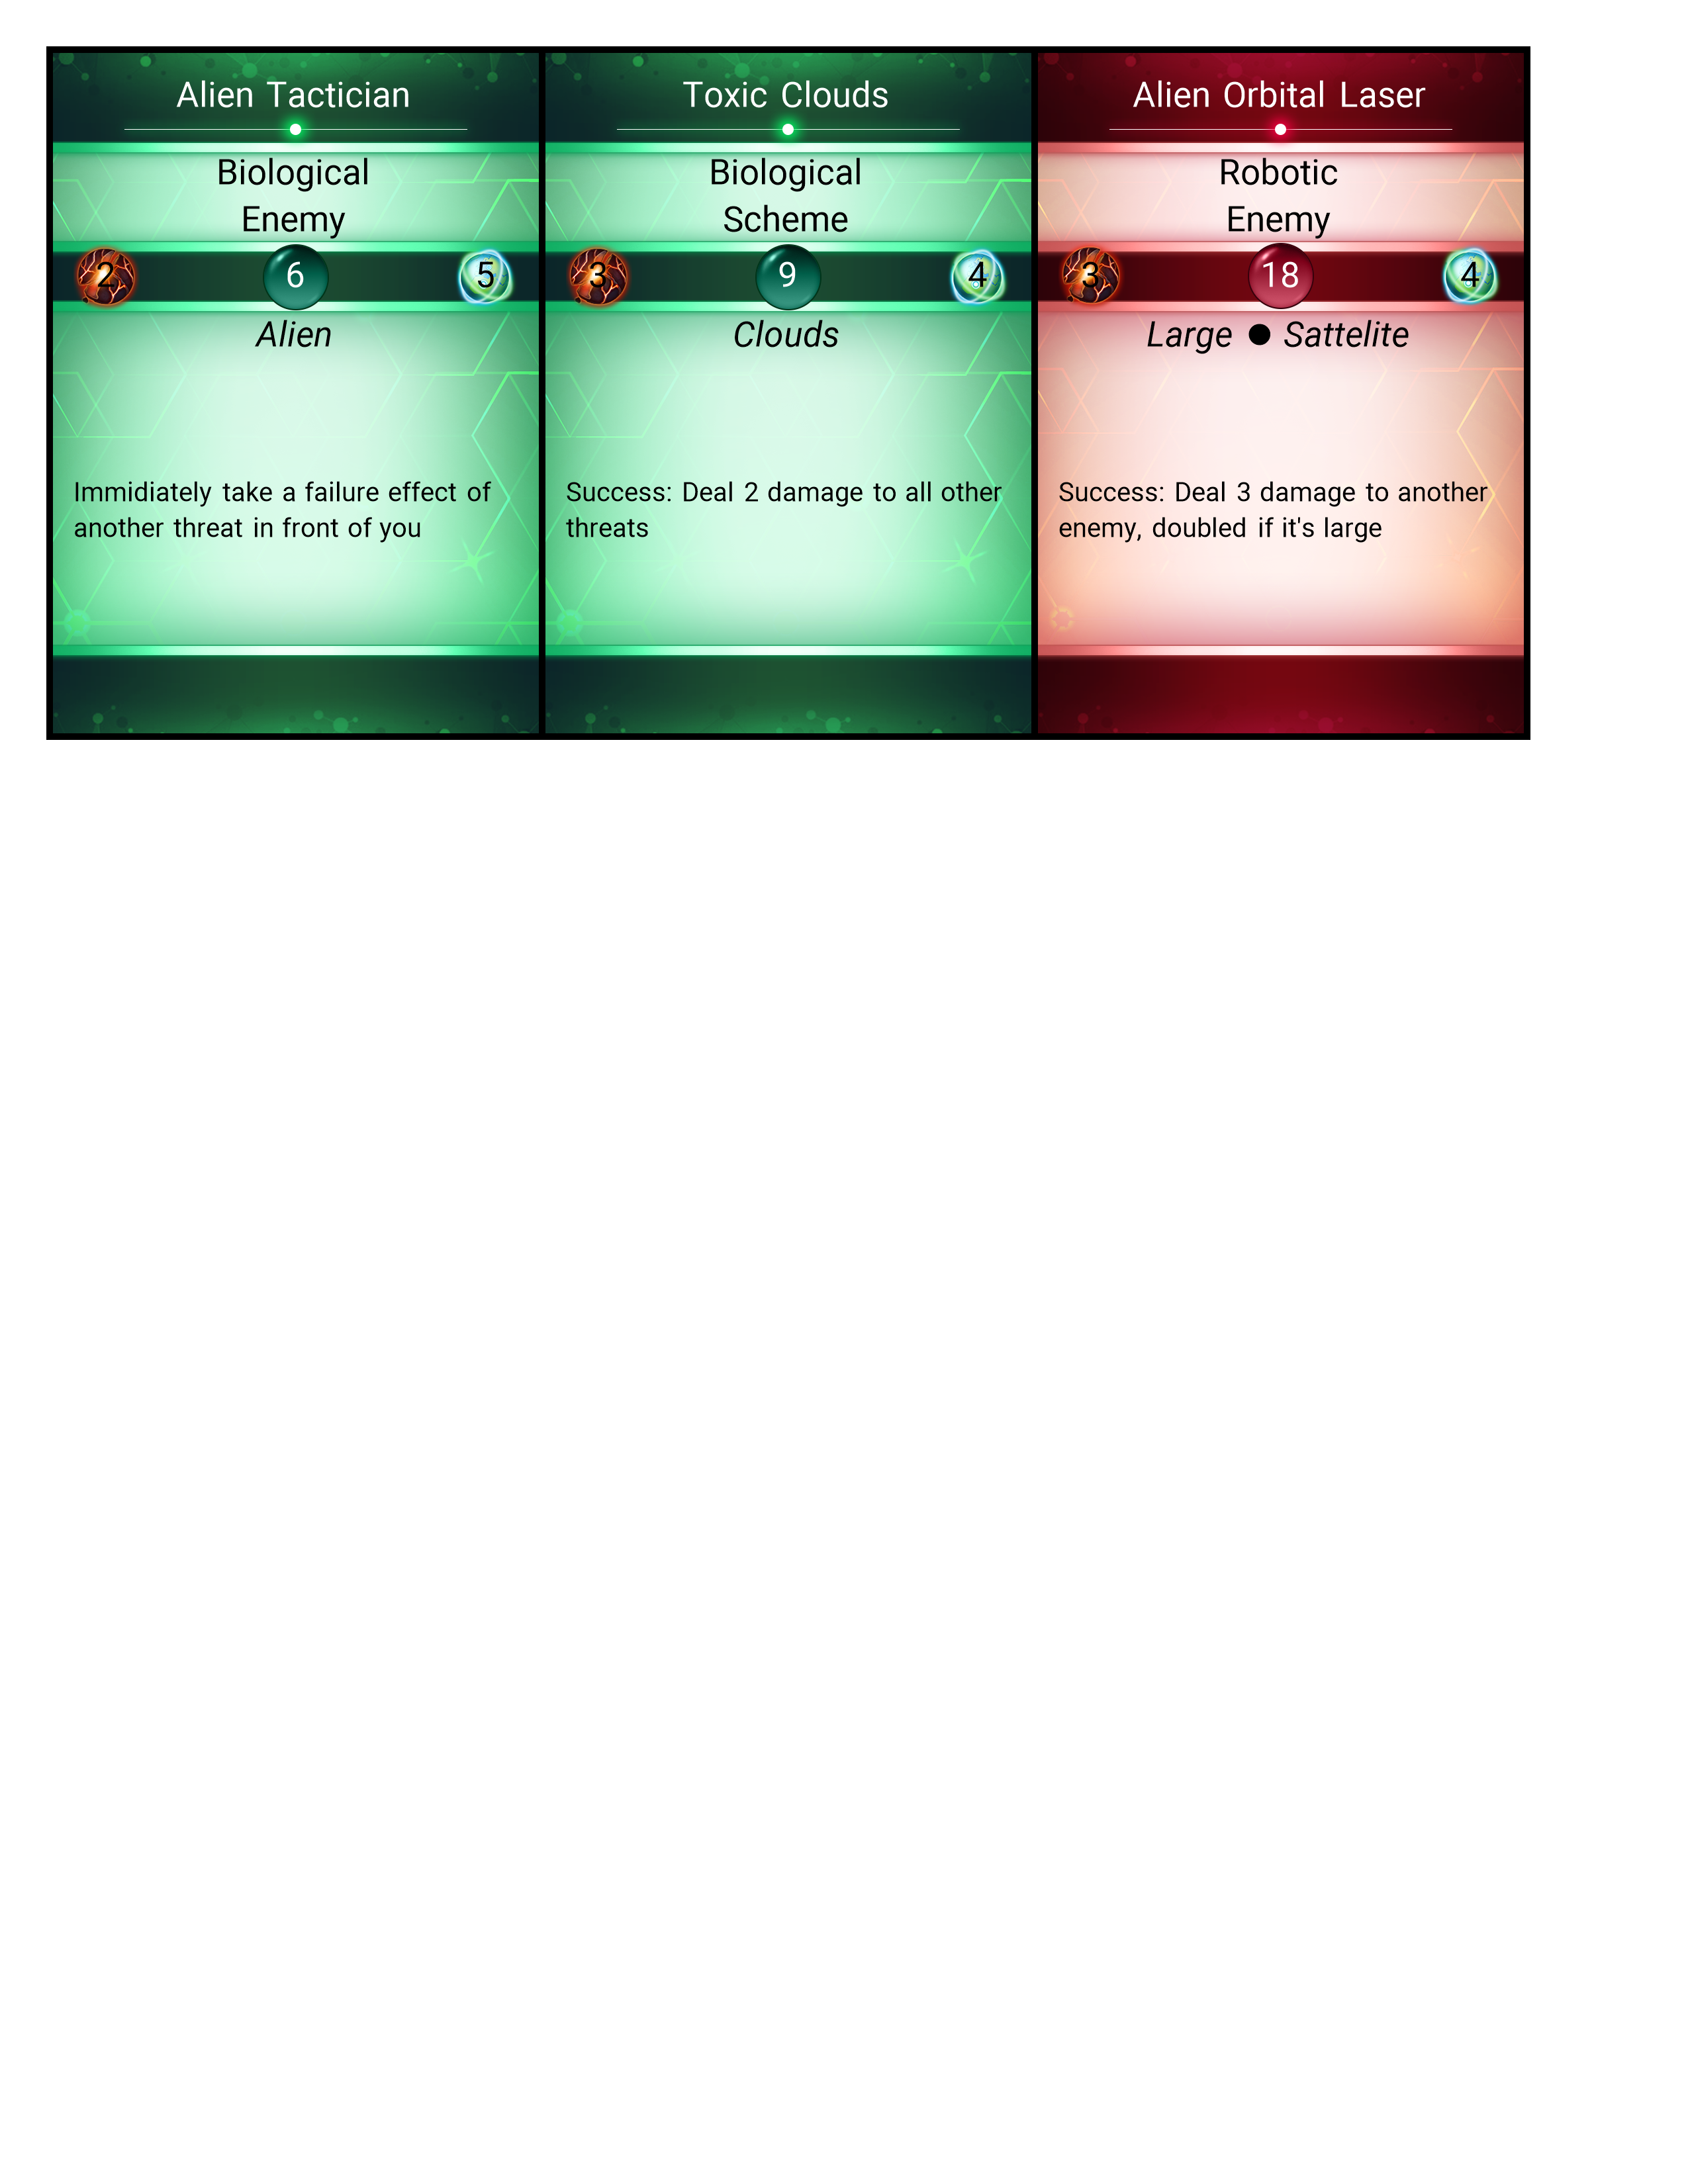 Alien Tactician
Biological
Enemy
2
6
5
Alien
Immidiately take a failure effect of
another threat in front of you
Toxic Clouds
Biological
Scheme
3
9
4
Clouds
Success: Deal 2 damage to all other
threats
Alien Orbital Laser
Robotic
Enemy
3
18
4
Large ● Sattelite
Success: Deal 3 damage to another
enemy, doubled if it's large